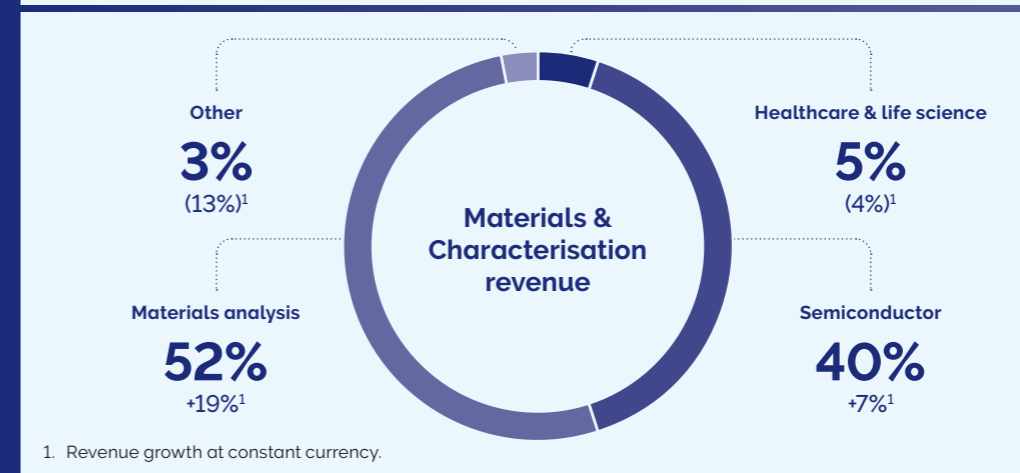 Other
3%
(13%)¹
Healthcare & life science
5%
(4%)¹
Materials &
Characterisation
revenue
Materials analysis
52%
+19%¹
Semiconductor
40%
+7%¹
1. Revenue growth at constant currency.